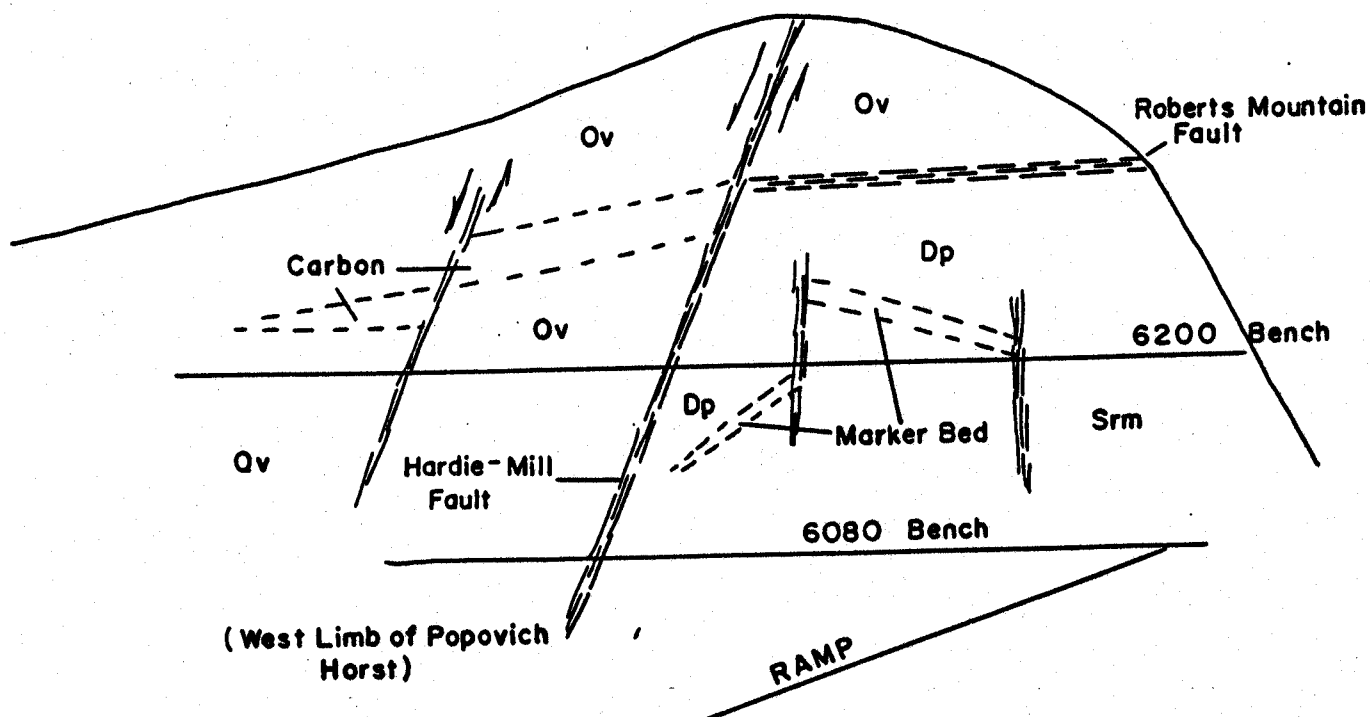 Ov
Ov
Roberts Mountain
Fault
Carbon
Dp
Ov
6200 Bench
Dp
Marker Bed
Srm
Qv
Hardie-Mill
Fault
6080 Bench
(West Limb of Popovich
Horst)
RAMP